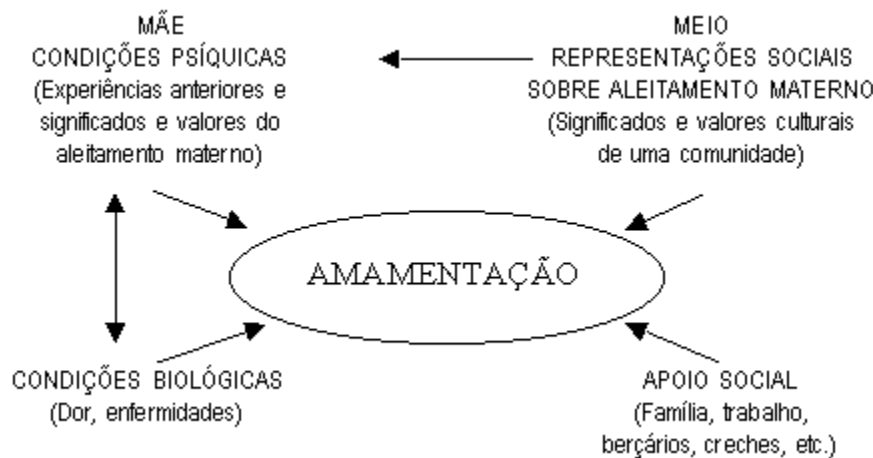 MÃE
CONDIÇÕES PSÍQUICAS
(Experiências anteriores e
significados e valores do
aleitamento materno)
MEIO
REPRESENTAÇÕES SOCIAIS
SOBRE ALEITAMENTO MATERNO
(Significados e valores culturais
de uma comunidade)
AMAMENTAÇÃO
CONDIÇÕES BIOLÓGICAS
(Dor, enfermidades)
APOIO SOCIAL
(Família, trabalho,
berçários, creches, etc.)